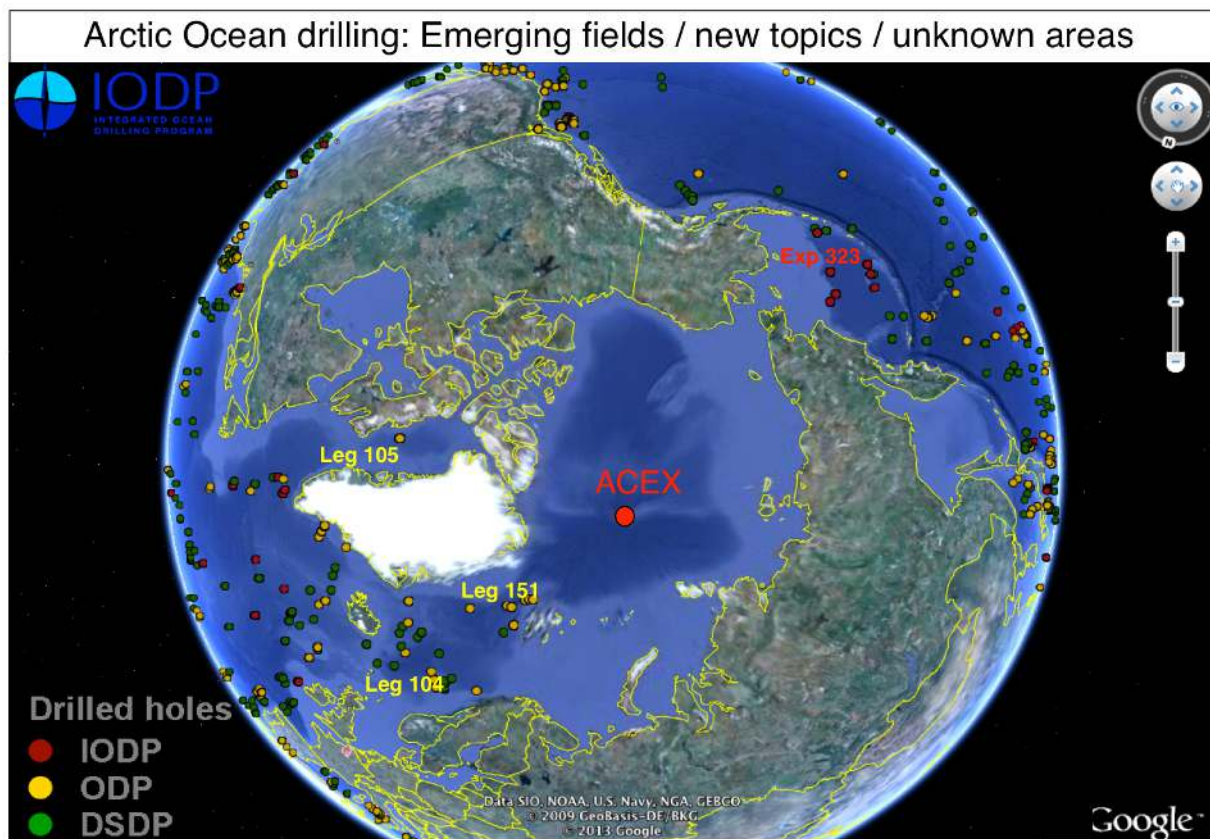 Arctic Ocean drilling: Emerging fields / new topics / unknown areas
IODP
INTEGRATED OCEAN
DRILLING PROGRAM
N
Exp 323
Leg 105
ACEX
Leg 151
Leg 104
Drilled holes
IODP
ODP
DSDP
Data SIO, NOAA, U.S. Navy, NGA, GEBCO
© 2009 GeoBasis-DE/BKG
© 2013 Google
Google